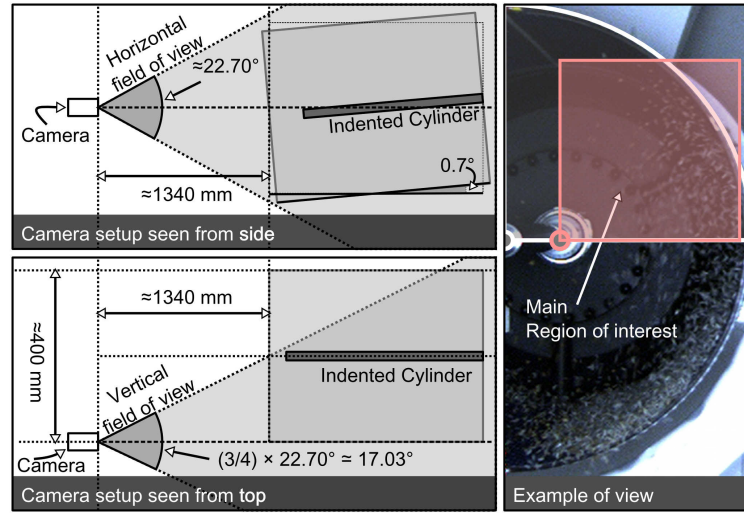 Horizontal
field of view
≈22.70°
Camera
Indented Cylinder
0.7°
≈1340 mm
Camera setup seen from side
≈1340 mm
≈400 mm
Vertical
field of view
Indented Cylinder
Camera
(3/4) × 22.70° ≃ 17.03°
Camera setup seen from top
Main
Region of interest
Example of view